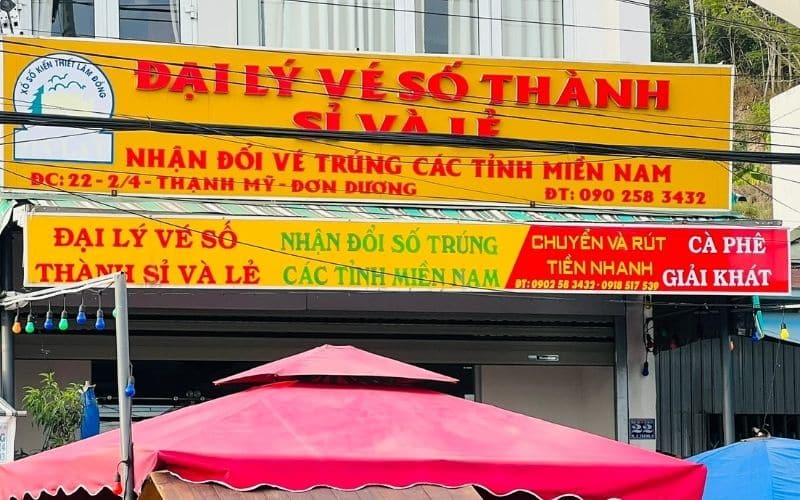 XỔ SỐ KIẾN THIẾT LÂM ĐỒNG
ĐẠI LÝ VÉ SỐ THÀNH
SỈ VÀ LẺ
NHẬN ĐỔI VÉ TRÚNG CÁC TỈNH MIỀN NAM
ĐC: 22 - 2/4 - THẠNH MỸ - ĐƠN DƯƠNG
ĐT: 090 258 3432
ĐẠI LÝ VÉ SỐ
THÀNH SỈ VÀ LẺ
NHẬN ĐỔI SỐ TRÚNG
CÁC TỈNH MIỀN NAM
CHUYỂN VÀ RÚT
TIỀN NHANH
ĐT: 0902 58 3432 - 0918 517 539
CÀ PHÊ
GIẢI KHÁT
22